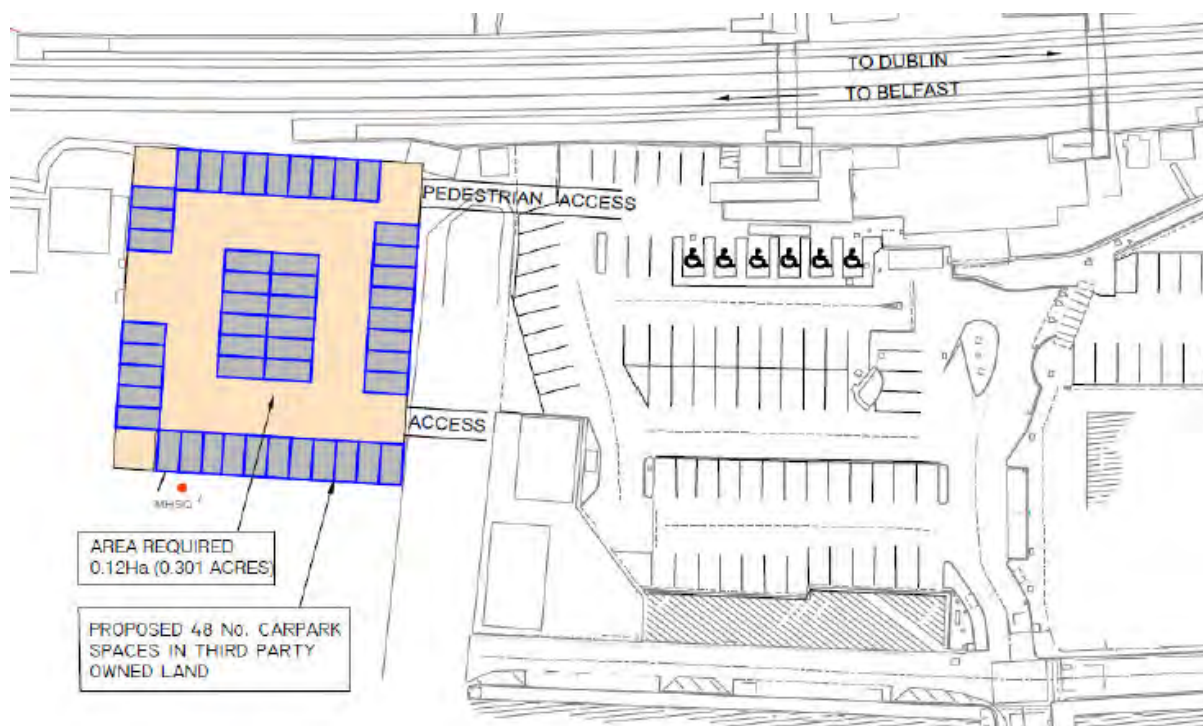 TO DUBLIN
TO BELFAST
PEDESTRIAN ACCESS
ACCESS
MHSQ
AREA REQUIRED
0.12Ha (0.301 ACRES)
PROPOSED 48 No. CARPARK
SPACES IN THIRD PARTY
OWNED LAND